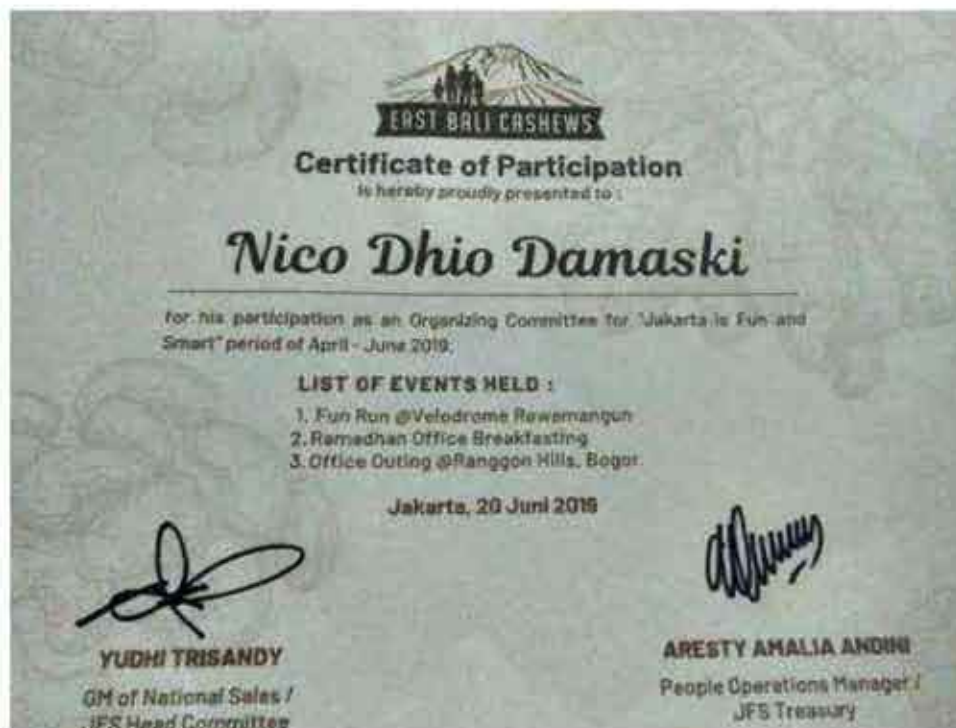 EAST BALI CASHEWS
Certificate of Participation
Is hereby proudly presented to :
Nico Dhio Damaski
for his participation as an Organizing Committee for "Jakarta is Fun and
Smart" period of April - June 2019.
LIST OF EVENTS HELD :
1. Fun Run @Velodrome Rawamangun
2. Ramadhan Office Breakfasting
3. Office Outing @Ranggon Hills, Bogor.
Jakarta, 20 Juni 2019
YUDHI TRISANDY
GM of National Sales /
JFS Head Committee
ARESTY AMALIA ANDINI
People Operations Manager /
JFS Treasury